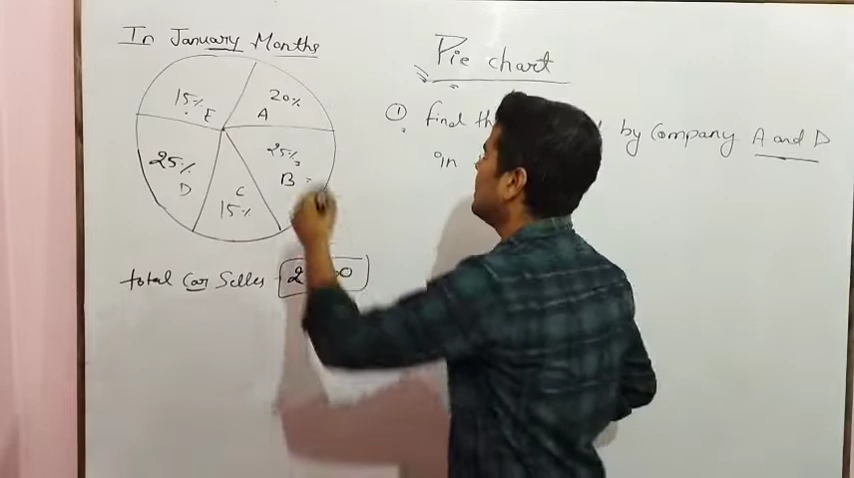 In January Months
Pie chart
15% E
20% A
25% D
25% B
C 15%
① find th by Company A and D
in
total Car Selles